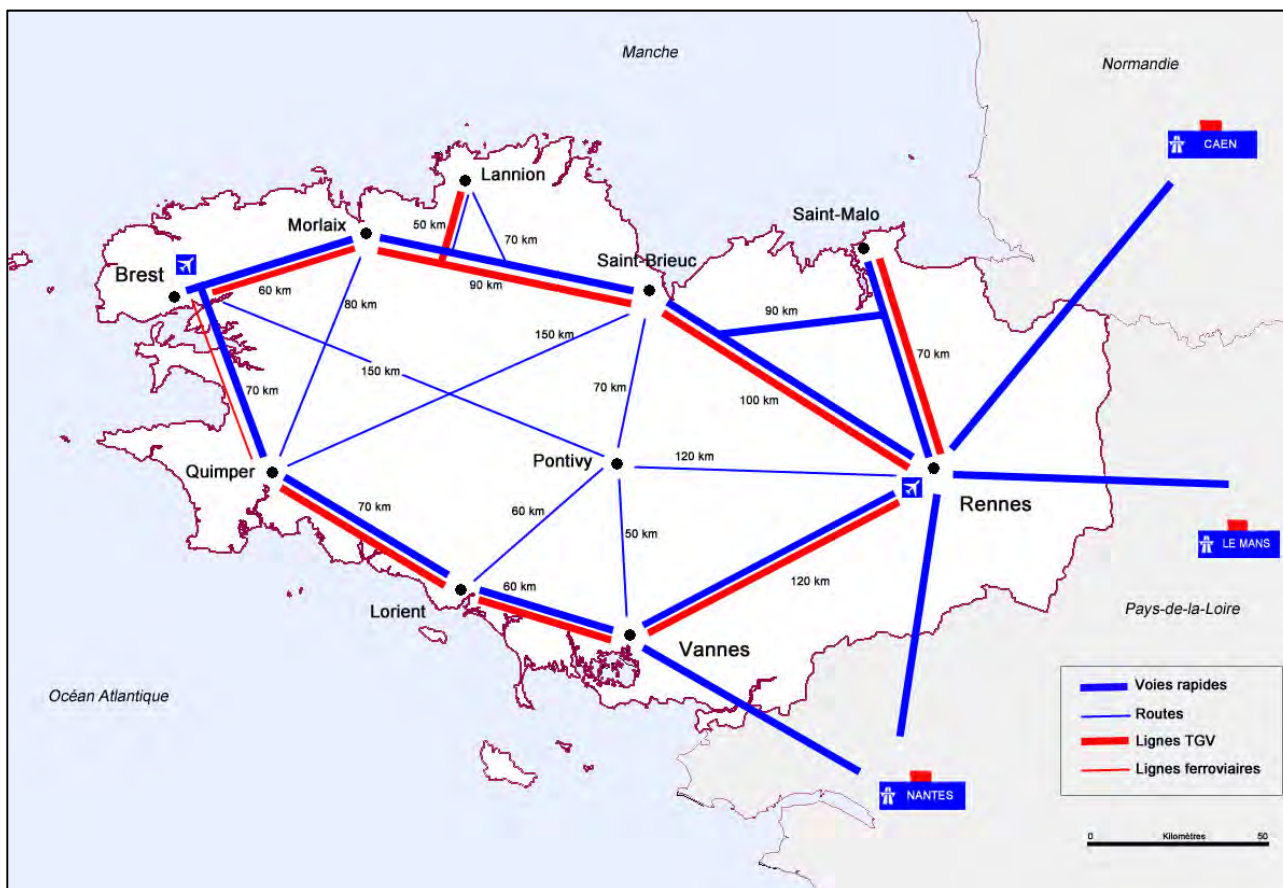 Manche
Normandie
CAEN
Lannion
Saint-Malo
Morlaix
50 km
70 km
Saint-Brieuc
Brest
60 km
90 km
80 km
90 km
150 km
70 km
150 km
70 km
100 km
70 km
Quimper
Pontivy
120 km
Rennes
70 km
60 km
50 km
LE MANS
60 km
120 km
Lorient
Pays-de-la-Loire
Vannes
Océan Atlantique
Voies rapides
Routes
Lignes TGV
Lignes ferroviaires
NANTES
0 Kilomètres 50